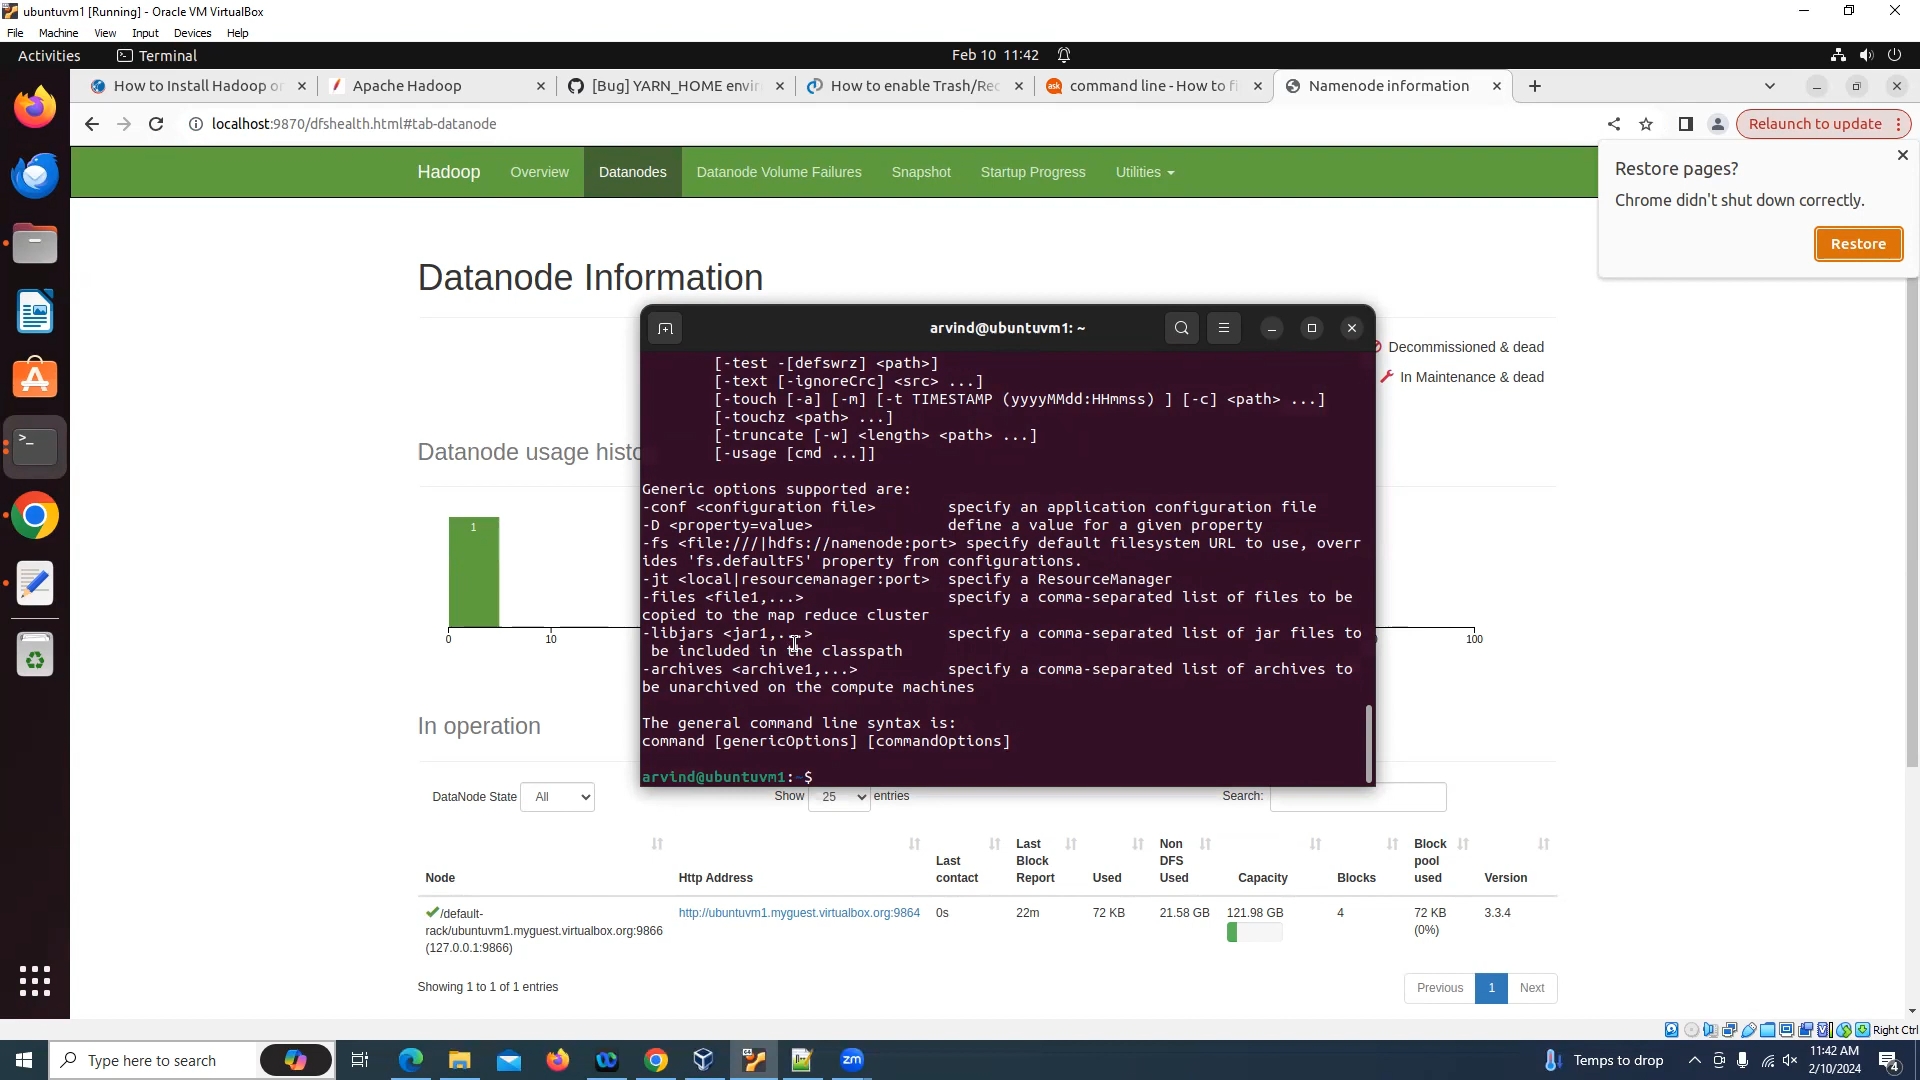 ubuntuvm1 [Running] - Oracle VM VirtualBox
File Machine View Input Devices Help
Activities Terminal Feb 10 11:42
How to Install Hadoop or
Apache Hadoop
[Bug] YARN_HOME envir
How to enable Trash/Rec
command line - How to fi
Namenode information
localhost:9870/dfshealth.html#tab-datanode
Relaunch to update
Hadoop Overview Datanodes Datanode Volume Failures Snapshot Startup Progress Utilities
Restore pages?
Chrome didn't shut down correctly.
Restore
Datanode Information
Decommissioned & dead
In Maintenance & dead
Datanode usage histo
1
0 10 100
In operation
arvind@ubuntuvm1: ~
[-test -[defswrz] <path>]
[-text [-ignoreCrc] <src> ...]
[-touch [-a] [-m] [-t TIMESTAMP (yyyyMMdd:HHmmss) ] [-c] <path> ...]
[-touchz <path> ...]
[-truncate [-w] <length> <path> ...]
[-usage [cmd ...]]
Generic options supported are:
-conf <configuration file> specify an application configuration file
-D <property=value> define a value for a given property
-fs <file:///|hdfs://namenode:port> specify default filesystem URL to use, overr
ides 'fs.defaultFS' property from configurations.
-jt <local|resourcemanager:port> specify a ResourceManager
-files <file1,...> specify a comma-separated list of files to be
copied to the map reduce cluster
-libjars <jar1,...> specify a comma-separated list of jar files to
be included in the classpath
-archives <archive1,...> specify a comma-separated list of archives to
be unarchived on the compute machines
The general command line syntax is:
command [genericOptions] [commandOptions]
arvind@ubuntuvm1:~$
DataNode State All Show 25 entries Search:
Node Http Address Last contact Last Block Report Used Non DFS Used Capacity Blocks Block pool used Version
/default-
rack/ubuntuvm1.myguest.virtualbox.org:9866
(127.0.0.1:9866)
http://ubuntuvm1.myguest.virtualbox.org:9864 0s 22m 72 KB 21.58 GB 121.98 GB 4 72 KB (0%) 3.3.4
Showing 1 to 1 of 1 entries
Previous 1 Next
Right Ctrl
Type here to search
zm
Temps to drop
11:42 AM
2/10/2024
4